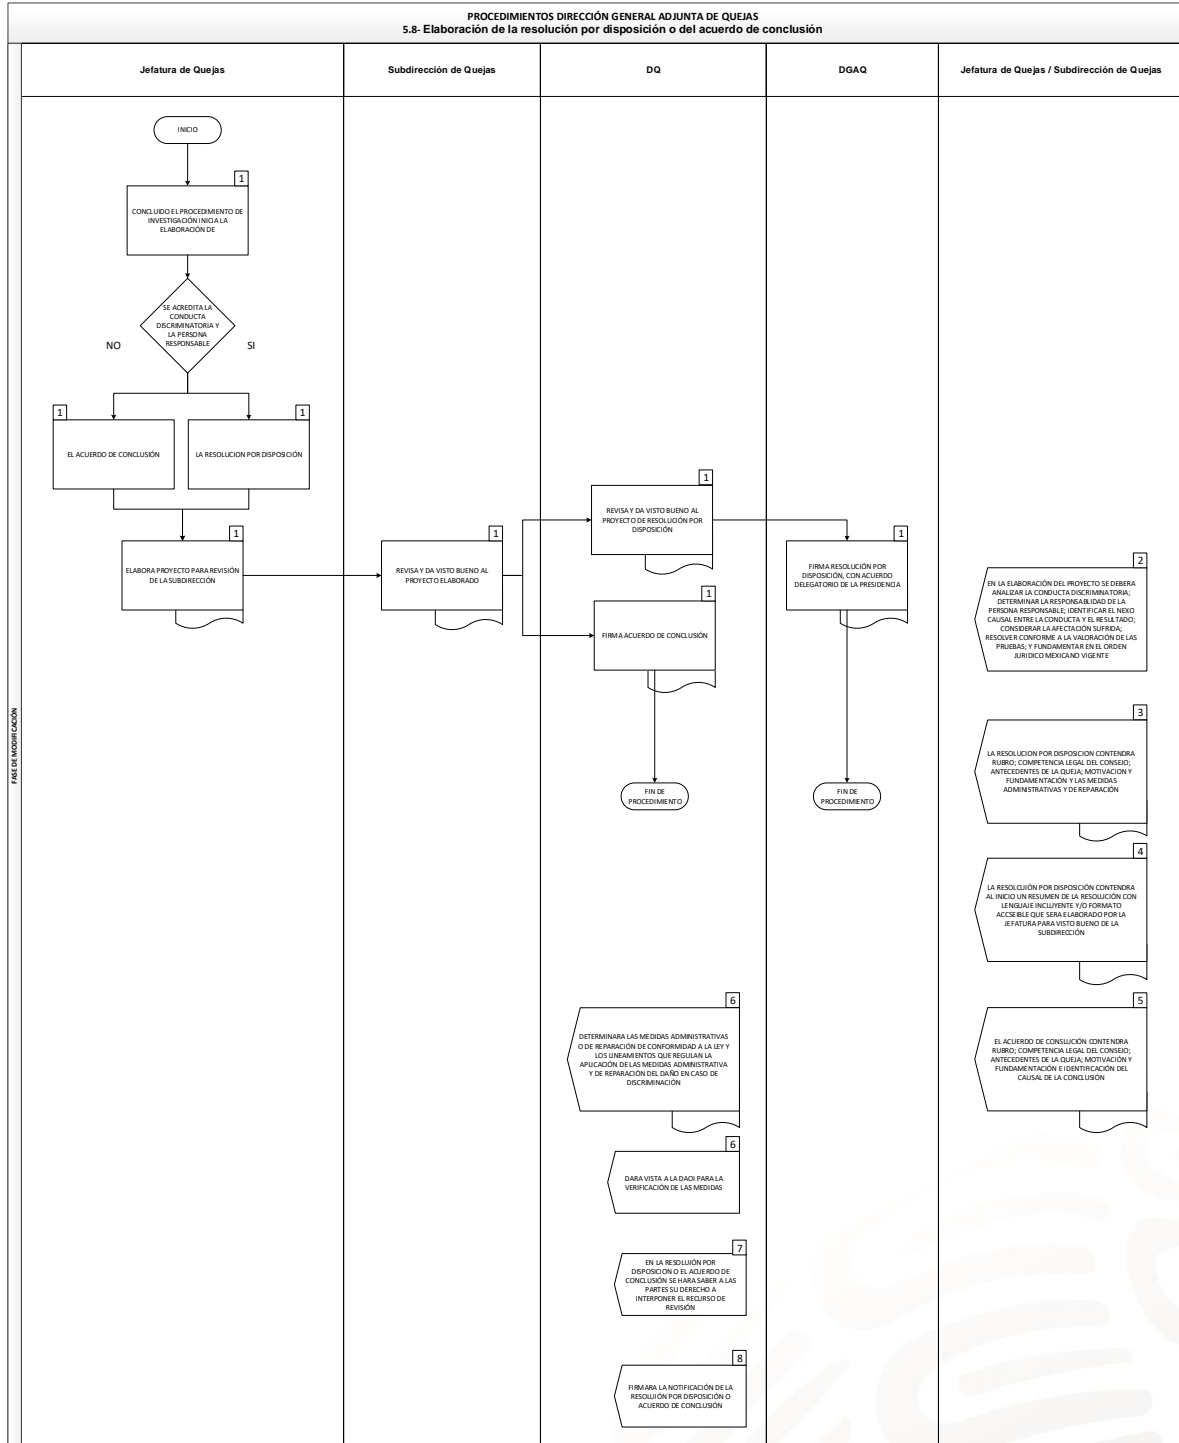 PROCEDIMIENTOS DIRECCIÓN GENERAL ADJUNTA DE QUEJAS
5.8- Elaboración de la resolución por disposición o del acuerdo de conclusión
Jefatura de Quejas
Subdirección de Quejas
DQ
DGAQ
Jefatura de Quejas / Subdirección de Quejas
FASE DE MODIFICACIÓN
INICIO
1
CONCLUIDO EL PROCEDIMIENTO DE
INVESTIGACIÓN INICIA LA
ELABORACIÓN DE
SE ACREDITA LA
CONDUCTA
DISCRIMINATORIA Y
LA PERSONA
RESPONSABLE
NO
SI
1
EL ACUERDO DE CONCLUSIÓN
1
LA RESOLUCION POR DISPOSICIÓN
1
ELABORA PROYECTO PARA REVISIÓN
DE LA SUBDIRECCIÓN
1
REVISA Y DA VISTO BUENO AL
PROYECTO ELABORADO
1
REVISA Y DA VISTO BUENO AL
PROYECTO DE RESOLUCIÓN POR
DISPOSICIÓN
1
FIRMA ACUERDO DE CONCLUSIÓN
FIN DE
PROCEDIMIENTO
1
FIRMA RESOLUCIÓN POR
DISPOSICIÓN, CON ACUERDO
DELEGATORIO DE LA PRESIDENCIA
FIN DE
PROCEDIMIENTO
2
EN LA ELABORACIÓN DEL PROYECTO SE DEBERA
ANALIZAR LA CONDUCTA DISCRIMINATORIA;
DETERMINAR LA RESPONSABLIDAD DE LA
PERSONA RESPONSABLE; IDENTIFICAR EL NEXO
CAUSAL ENTRE LA CONDUCTA Y EL RESULTADO;
CONSIDERAR LA AFECTACIÓN SUFRIDA;
RESOLVER CONFORME A LA VALORACIÓN DE LAS
PRUEBAS; Y FUNDAMENTAR EN EL ORDEN
JURIDICO MEXICANO VIGENTE
3
LA RESOLUCION POR DISPOSICION CONTENDRA
RUBRO; COMPETENCIA LEGAL DEL CONSEJO;
ANTECEDENTES DE LA QUEJA; MOTIVACION Y
FUNDAMENTACIÓN Y LAS MEDIDAS
ADMINISTRATIVAS Y DE REPARACIÓN
4
LA RESOLCUIÓN POR DISPOSICIÓN CONTENDRA
AL INICIO UN RESUMEN DE LA RESOLUCIÓN CON
LENGUAJE INCLUYENTE Y/O FORMATO
ACCSEIBLE QUE SERA ELABORADO POR LA
JEFATURA PARA VISTO BUENO DE LA
SUBDIRECCIÓN
5
EL ACUERDO DE CONSLUCIÓN CONTENDRA
RUBRO; COMPETENCIA LEGAL DEL CONSEJO;
ANTECEDENTES DE LA QUEJA; MOTIVACIÓN Y
FUNDAMENTACIÓN E IDENTIFICACIÓN DEL
CAUSAL DE LA CONCLUSIÓN
6
DETERMINARA LAS MEDIDAS ADMINISTRATIVAS
O DE REPARACIÓN DE CONFORMIDAD A LA LEY Y
LOS LINEAMIENTOS QUE REGULAN LA
APLICACIÓN DE LAS MEDIDAS ADMINISTRATIVA
Y DE REPARACIÓN DEL DAÑO EN CASO DE
DISCRIMINACIÓN
6
DARA VISTA A LA DAOI PARA LA
VERIFICACIÓN DE LAS MEDIDAS
7
EN LA RESOLUIÓN POR
DISPOSICION O EL ACUERDO DE
CONCLUSIÓN SE HARA SABER A LAS
PARTES SU DERECHO A
INTERPONER EL RECURSO DE
REVISIÓN
8
FIRMARA LA NOTIFICACIÓN DE LA
RESOLUIÓN POR DISPOSICIÓN O
ACUERDO DE CONCLUSIÓN